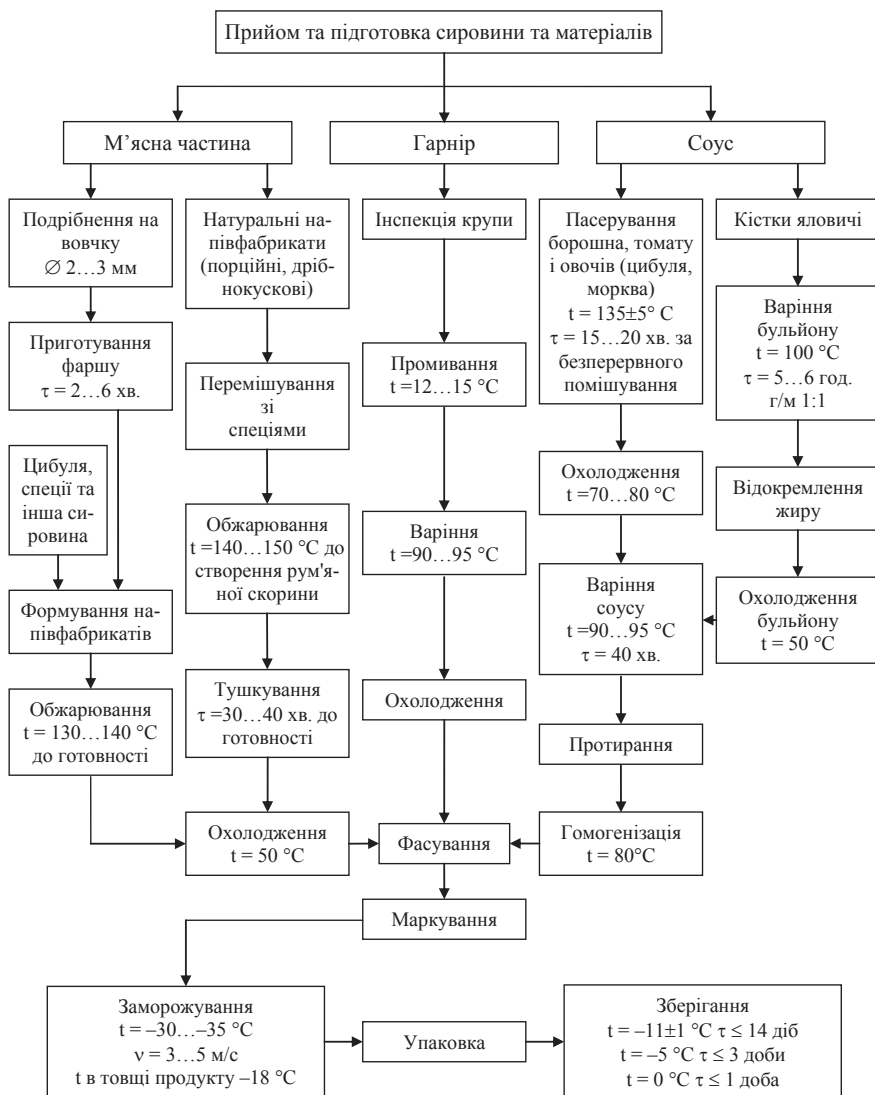 Прийом та підготовка сировини та матеріалів
М’ясна частина
Гарнір
Соус
Подрібнення на
вовчку
∅ 2…3 мм
Натуральні на-
півфабрикати
(порційні, дріб-
нокускові)
Інспекція крупи
Пасерування
борошна, томату
і овочів (цибуля,
морква)
t = 135±5° С
τ = 15…20 хв. за
безперервного
помішування
Кістки яловичі
Приготування
фаршу
τ = 2…6 хв.
Перемішування
зі
спеціями
Промивання
t =12…15 °С
Варіння
бульйону
t = 100 °С
τ = 5…6 год.
г/м 1:1
Цибуля,
спеції та
інша си-
ровина
Обжарювання
t =140…150 °С до
створення рум'я-
ної скорини
Варіння
t =90…95 °С
Охолодження
t =70…80 °С
Відокремлення
жиру
Формування на-
півфабрикатів
Варіння
соусу
t =90…95 °С
τ = 40 хв.
Охолодження
бульйону
t = 50 °С
Обжарювання
t = 130…140 °С
до готовності
Тушкування
τ =30…40 хв. до
готовності
Охолодження
Протирання
Охолодження
t = 50 °С
Фасування
Гомогенізація
t = 80°С
Маркування
Заморожування
t = –30…–35 °С
ν = 3…5 м/с
t в товщі продукту –18 °С
Упаковка
Зберігання
t = –11±1 °С τ ≤ 14 діб
t = –5 °С τ ≤ 3 доби
t = 0 °С τ ≤ 1 доба